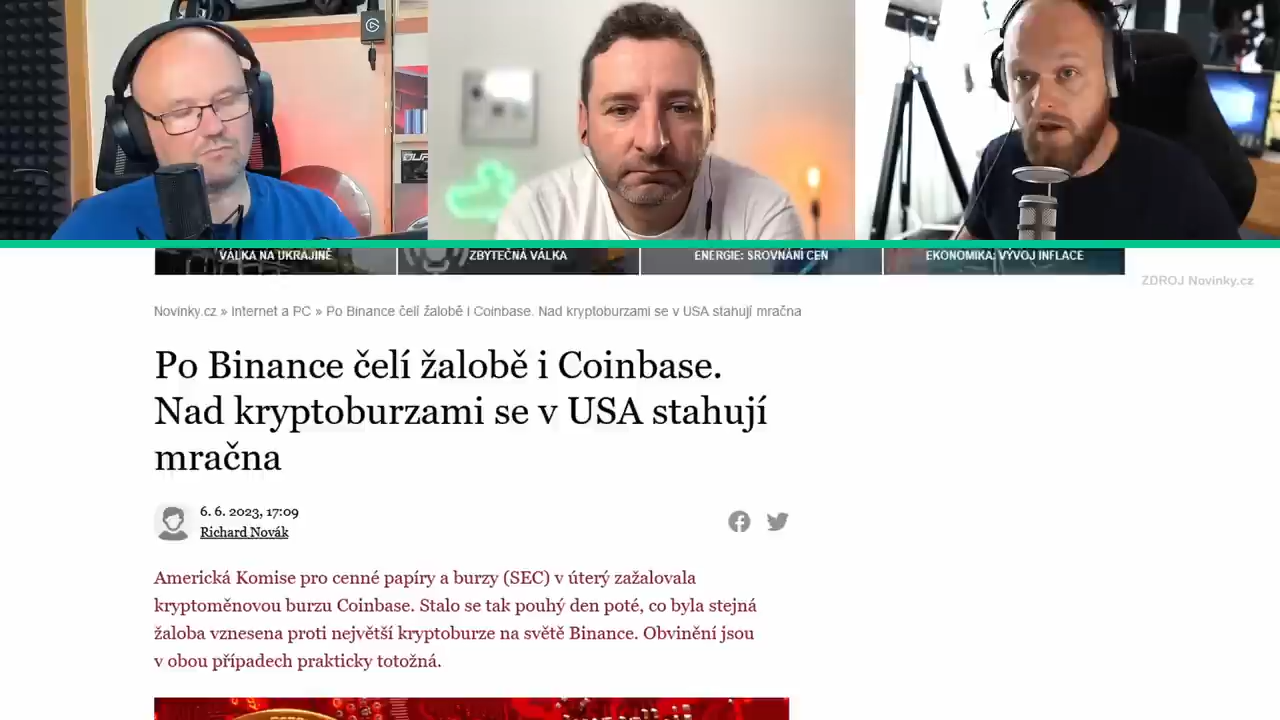 VÁLKA NA UKRAJINĚ
ZBYTEČNÁ VÁLKA
ENERGIE: SROVNÁNÍ CEN
EKONOMIKA: VÝVOJ INFLACE
ZDROJ Novinky.cz
Novinky.cz » Internet a PC » Po Binance čelí žalobě i Coinbase. Nad kryptoburzami se v USA stahují mračna
Po Binance čelí žalobě i Coinbase.
Nad kryptoburzami se v USA stahují
mračna
6. 6. 2023, 17:09
Richard Novák
Americká Komise pro cenné papíry a burzy (SEC) v úterý zažalovala
kryptoměnovou burzu Coinbase. Stalo se tak pouhý den poté, co byla stejná
žaloba vznesena proti největší kryptoburze na světě Binance. Obvinění jsou
v obou případech prakticky totožná.